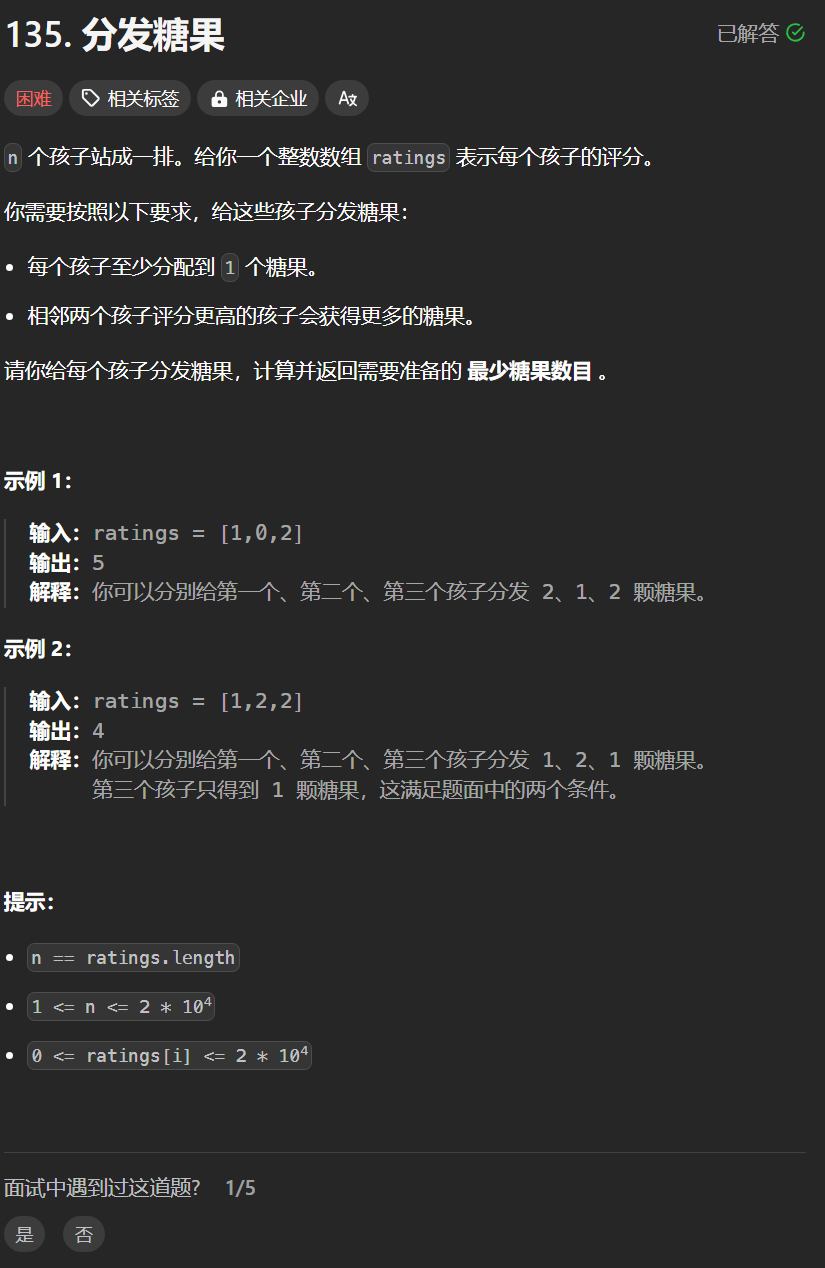 135. 分发糖果
已解答
困难 相关标签 相关企业
n 个孩子站成一排。给你一个整数数组 ratings 表示每个孩子的评分。
你需要按照以下要求，给这些孩子分发糖果：
• 每个孩子至少分配到 1 个糖果。
• 相邻两个孩子评分更高的孩子会获得更多的糖果。
请你给每个孩子分发糖果，计算并返回需要准备的 最少糖果数目 。
示例 1：
输入：ratings = [1,0,2]
输出：5
解释：你可以分别给第一个、第二个、第三个孩子分发 2、1、2 颗糖果。
示例 2：
输入：ratings = [1,2,2]
输出：4
解释：你可以分别给第一个、第二个、第三个孩子分发 1、2、1 颗糖果。
第三个孩子只得到 1 颗糖果，这满足题面中的两个条件。
提示：
• n == ratings.length
• 1 <= n <= 2 * 10⁴
• 0 <= ratings[i] <= 2 * 10⁴
面试中遇到过这道题? 1/5
是 否